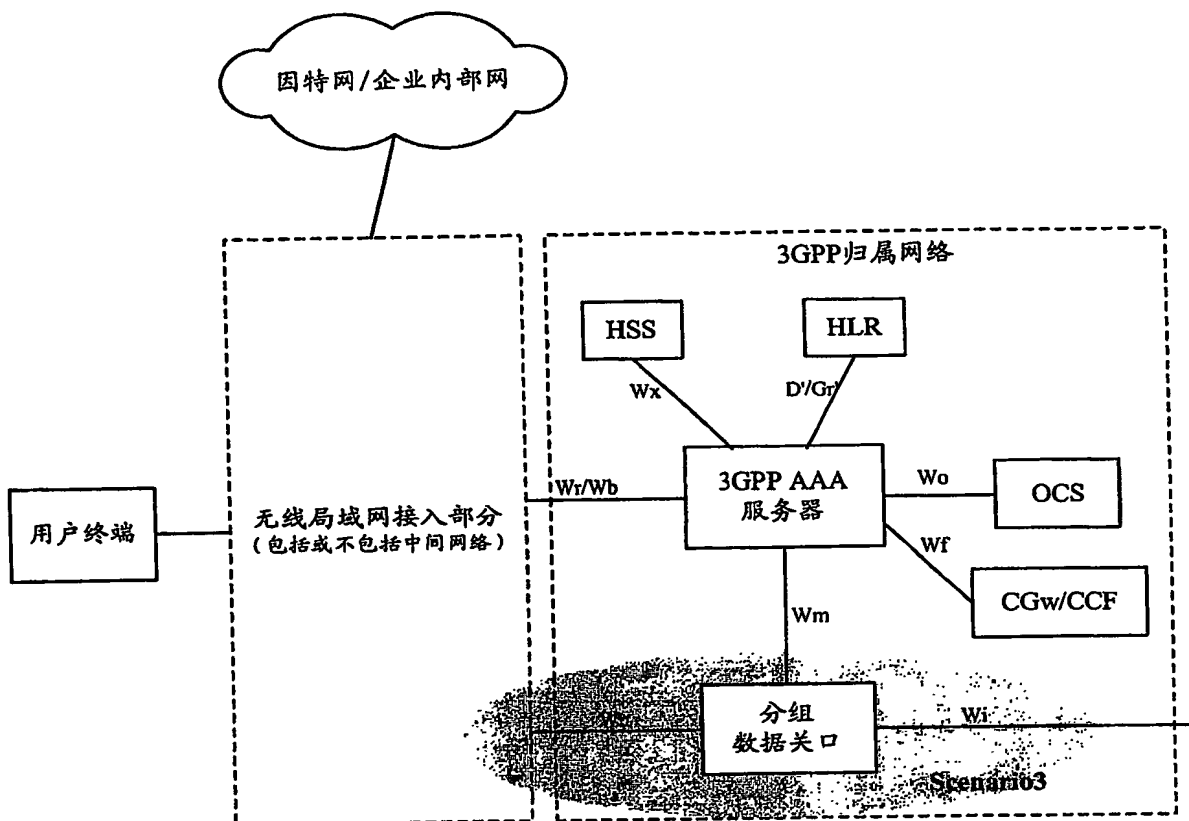 因特网/企业内部网
3GPP归属网络
HSS
HLR
Wx
D'/Gr'
用户终端
无线局域网接入部分
（包括或不包括中间网络）
Wr/Wb
3GPP AAA
服务器
Wo
OCS
Wf
CGw/CCF
Wm
分组
数据关口
Wi
Scenario3